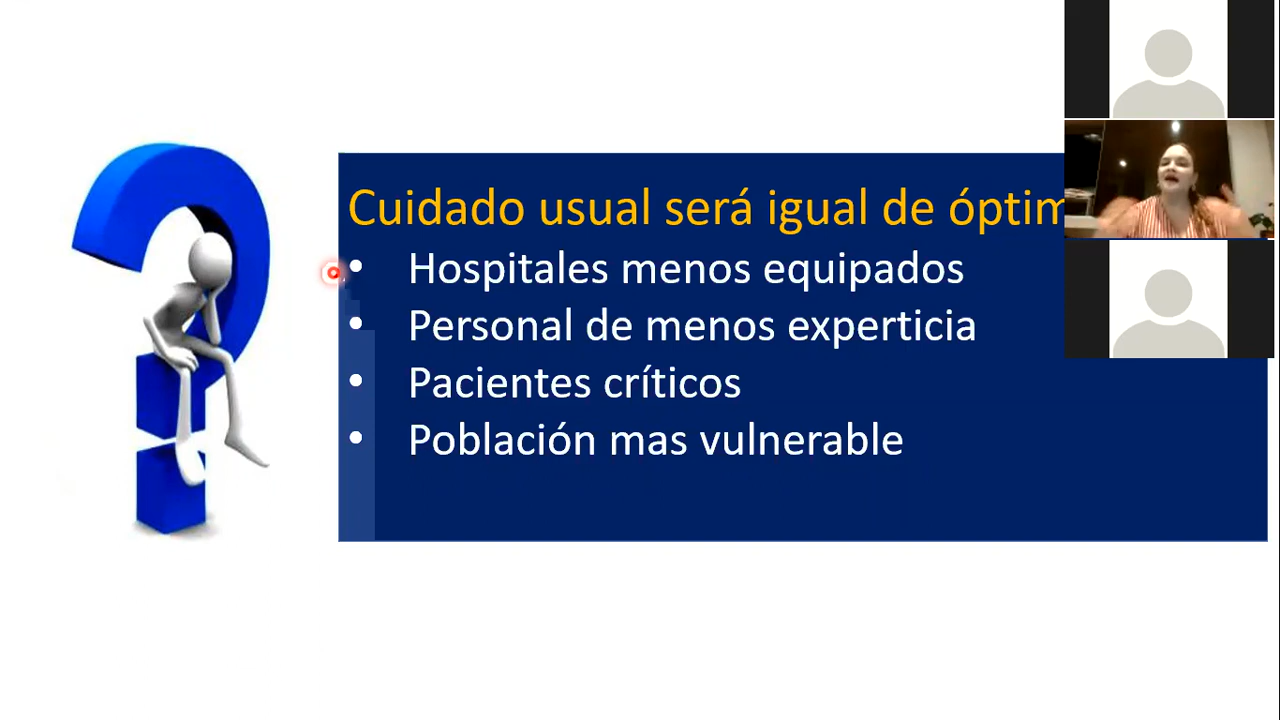 Cuidado usual será igual de óptim
• Hospitales menos equipados
• Personal de menos experticia
• Pacientes críticos
• Población mas vulnerable